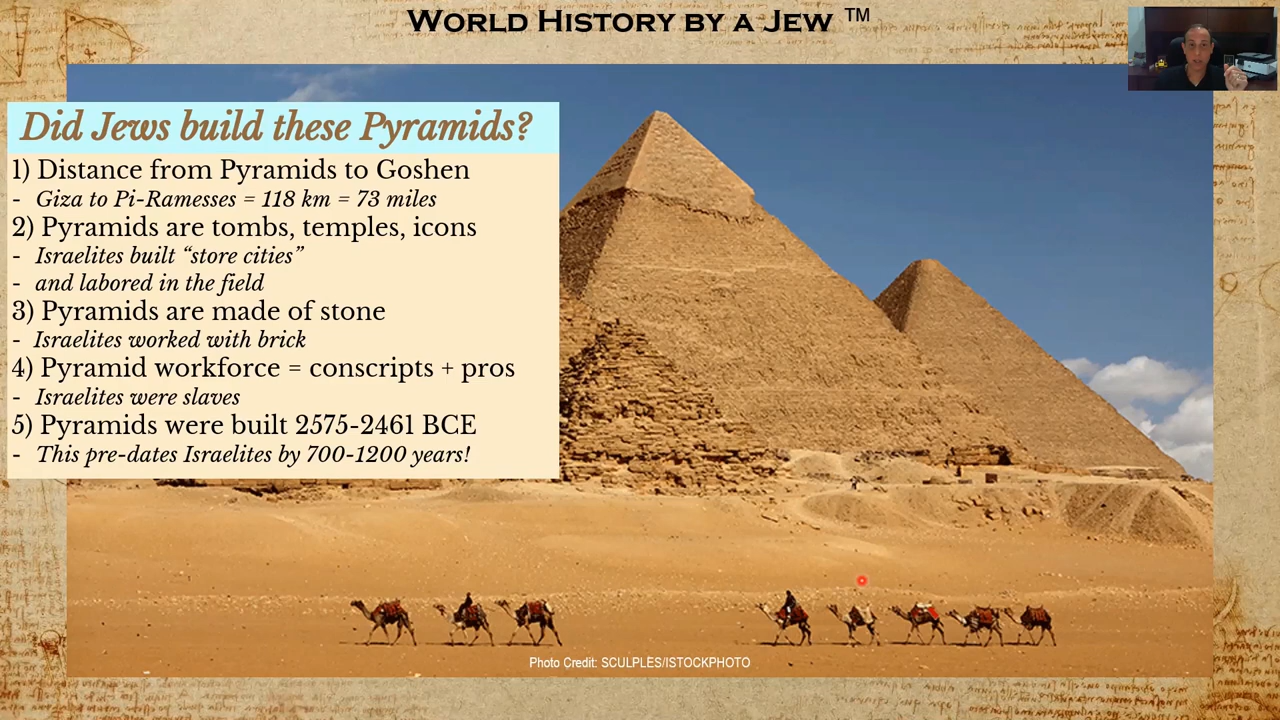 World History by a Jew ™
Did Jews build these Pyramids?
1) Distance from Pyramids to Goshen
- Giza to Pi-Ramesses = 118 km = 73 miles
2) Pyramids are tombs, temples, icons
- Israelites built “store cities”
- and labored in the field
3) Pyramids are made of stone
- Israelites worked with brick
4) Pyramid workforce = conscripts + pros
- Israelites were slaves
5) Pyramids were built 2575-2461 BCE
- This pre-dates Israelites by 700-1200 years!
Photo Credit: SCULPLES/ISTOCKPHOTO